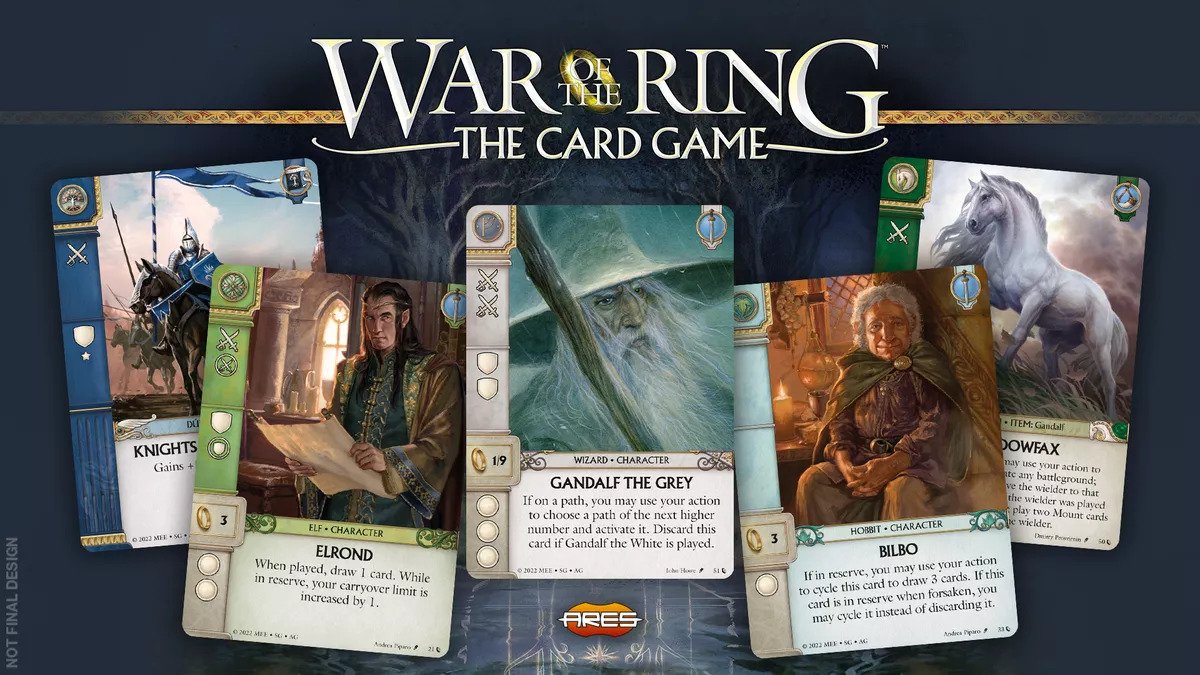 WAR OF THE RING™
THE CARD GAME
KNIGHTS
Gains +
© 2022 MEE • SG •
3
ELF • CHARACTER
ELROND
When played, draw 1 card. While
in reserve, your carryover limit is
increased by 1.
© 2022 MEE • SG • AG
Andrea Piparo 21
1/9
WIZARD • CHARACTER
GANDALF THE GREY
If on a path, you may use your action
to choose a path of the next higher
number and activate it. Discard this
card if Gandalf the White is played.
© 2022 MEE • SG • AG
John Howe 51
3
HOBBIT • CHARACTER
BILBO
If in reserve, you may use your action
to cycle this card to draw 3 cards. If this
card is in reserve when forsaken, you
may cycle it instead of discarding it.
© 2022 MEE • SG • AG
Andrea Piparo 33
• ITEM: Gandalf
DOWFAX
may use your action to
any battleground;
the wielder to that
the wielder was played
play two Mount cards
wielder.
50
ARES
NOT FINAL DESIGN